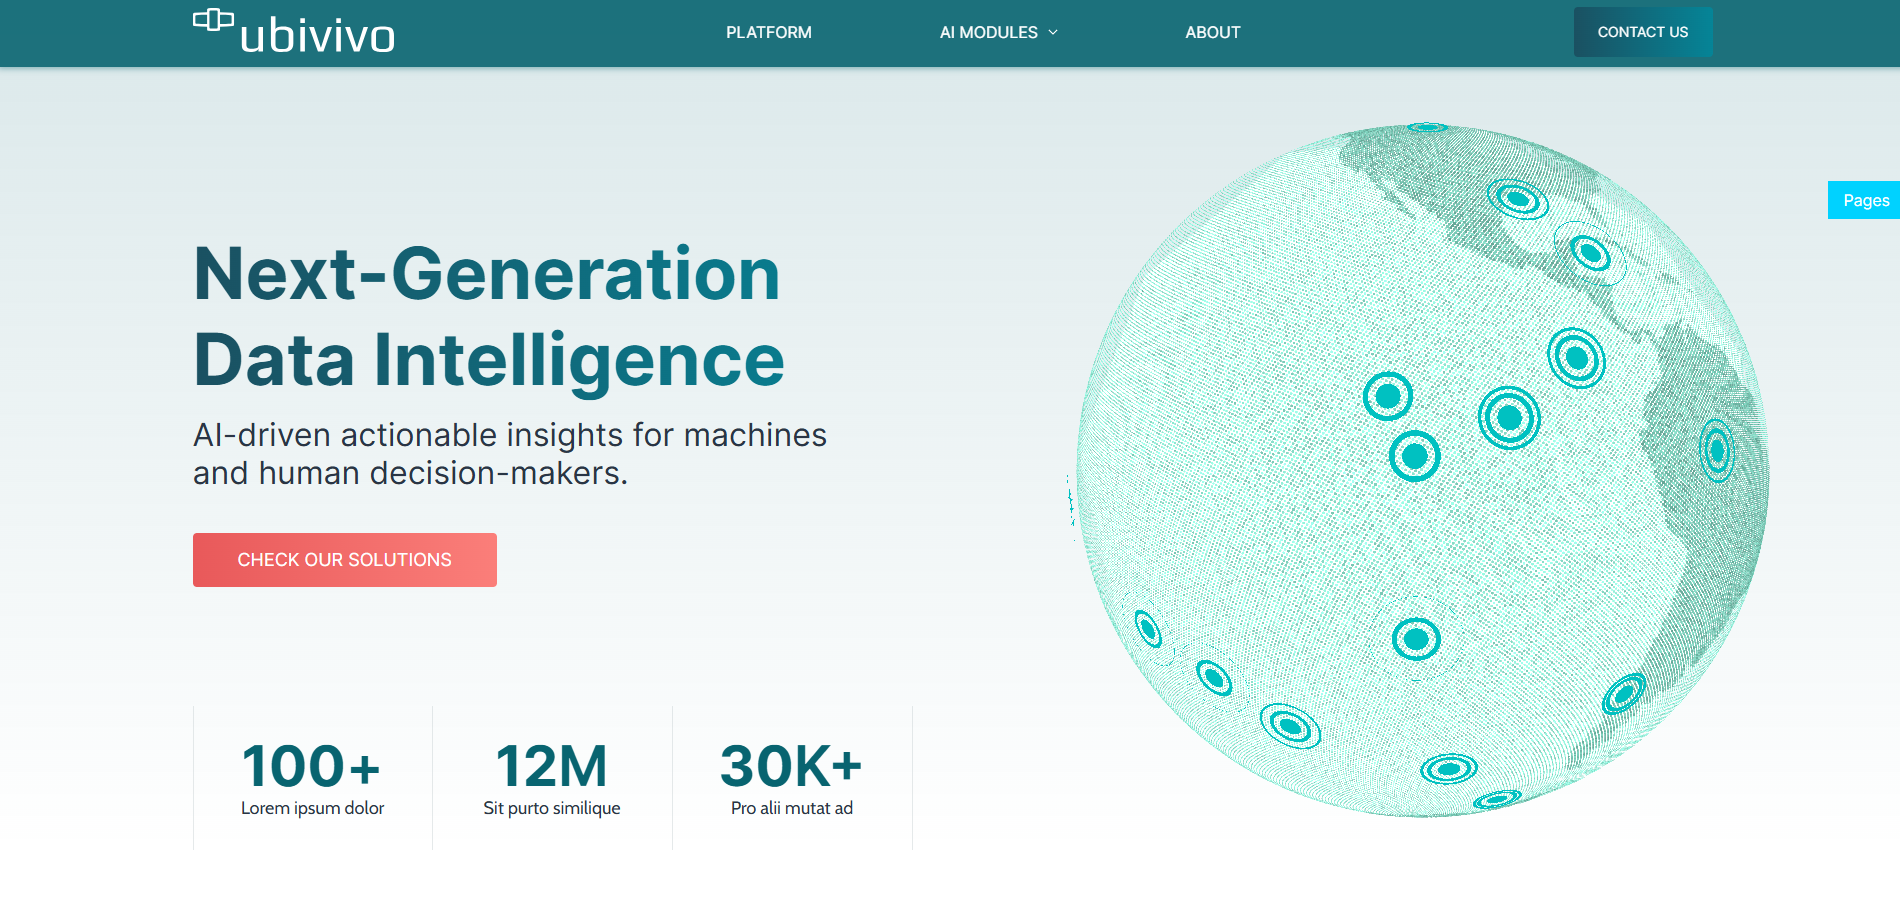 ubivivo
PLATFORM
AI MODULES
ABOUT
CONTACT US
Pages
Next-Generation
Data Intelligence
AI-driven actionable insights for machines
and human decision-makers.
CHECK OUR SOLUTIONS
100+
Lorem ipsum dolor
12M
Sit purto similique
30K+
Pro alii mutat ad